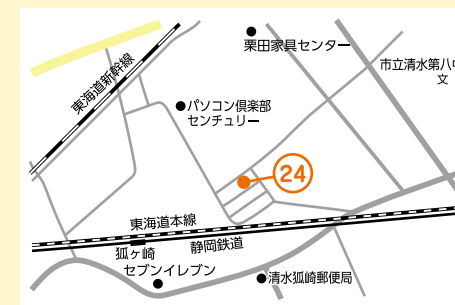 栗田家具センター
市立清水第八中
文
東海道新幹線
パソコン倶楽部
センチュリー
24
東海道本線
狐ヶ崎
静岡鉄道
セブンイレブン
清水狐崎郵便局